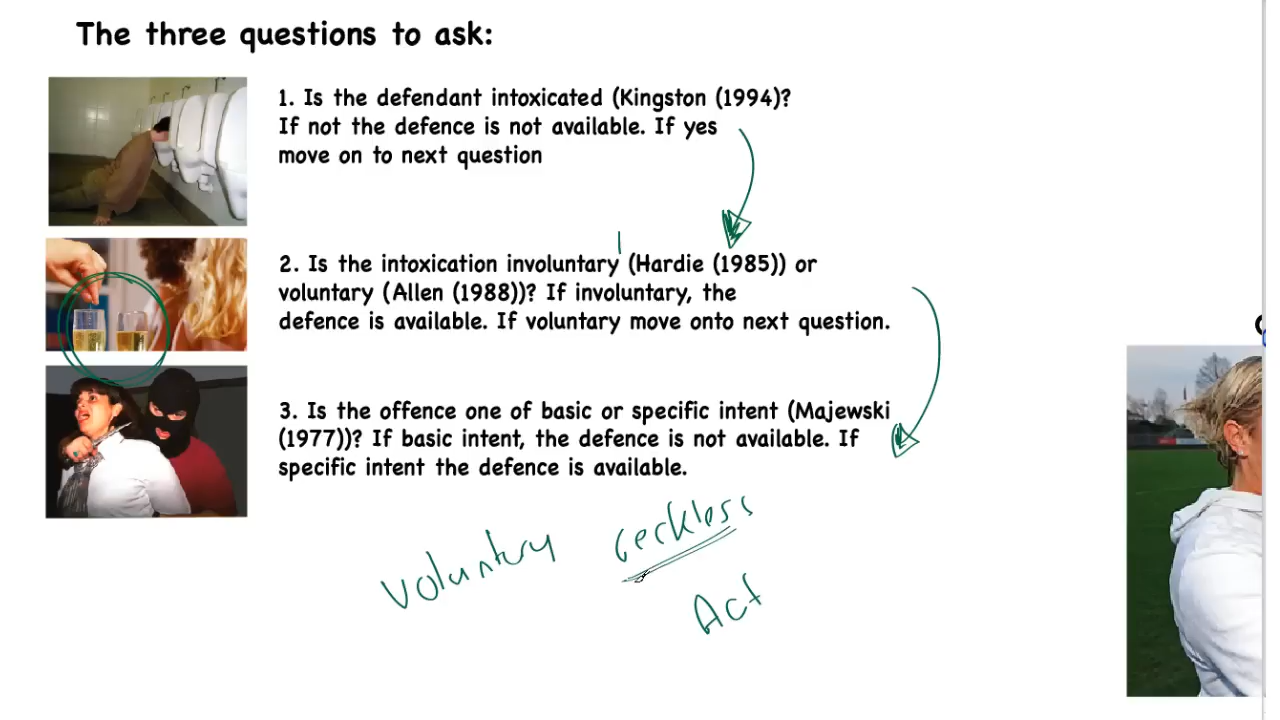 The three questions to ask:
1. Is the defendant intoxicated (Kingston (1994)?
If not the defence is not available. If yes
move on to next question
2. Is the intoxication involuntary (Hardie (1985)) or
voluntary (Allen (1988))? If involuntary, the
defence is available. If voluntary move onto next question.
3. Is the offence one of basic or specific intent (Majewski
(1977))? If basic intent, the defence is not available. If
specific intent the defence is available.
voluntary reckless
Act